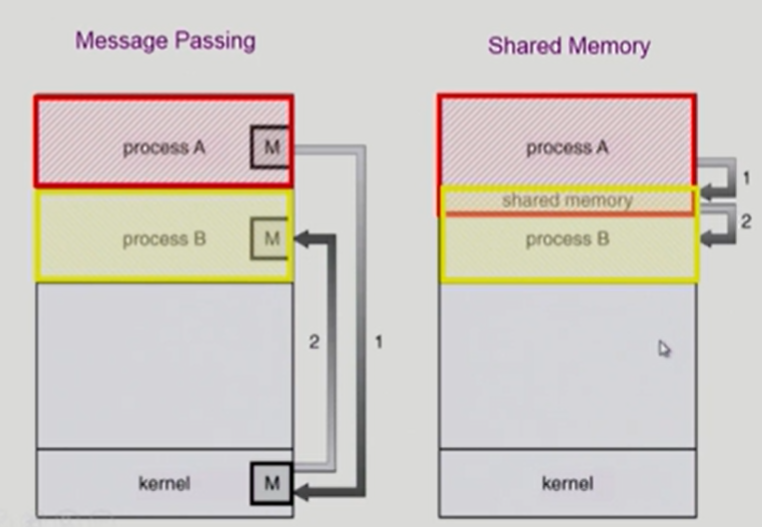 Message Passing
process A
M
process B
M
2
1
kernel
M
Shared Memory
process A
1
shared memory
2
process B
kernel